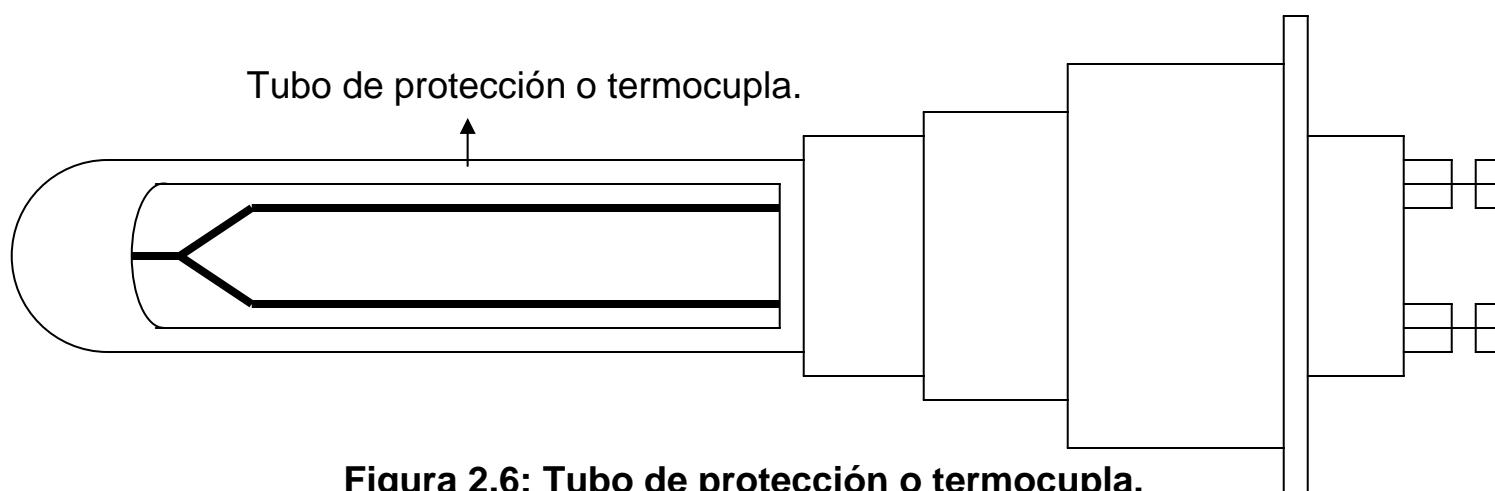 Tubo de protección o termocupla.
Figura 2.6: Tubo de protección o termocupla.